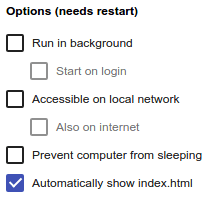 Options (needs restart)
Run in background
Start on login
Accessible on local network
Also on internet
Prevent computer from sleeping
Automatically show index.html